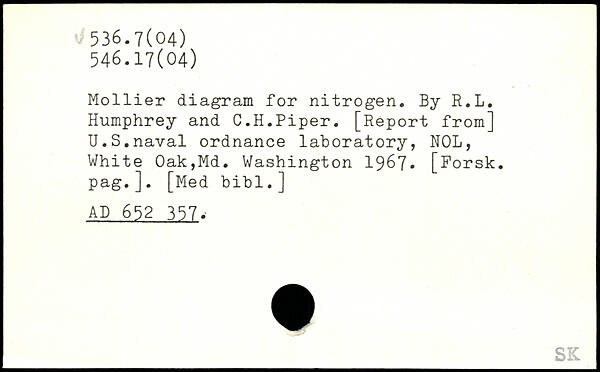 536.7(04)
546.17(04)
Mollier diagram for nitrogen. By R.L.
Humphrey and C.H.Piper. [Report from]
U.S.naval ordnance laboratory, NOL,
White Oak,Md. Washington 1967. [Forsk.
pag.]. [Med bibl.]
AD 652 357.
SK